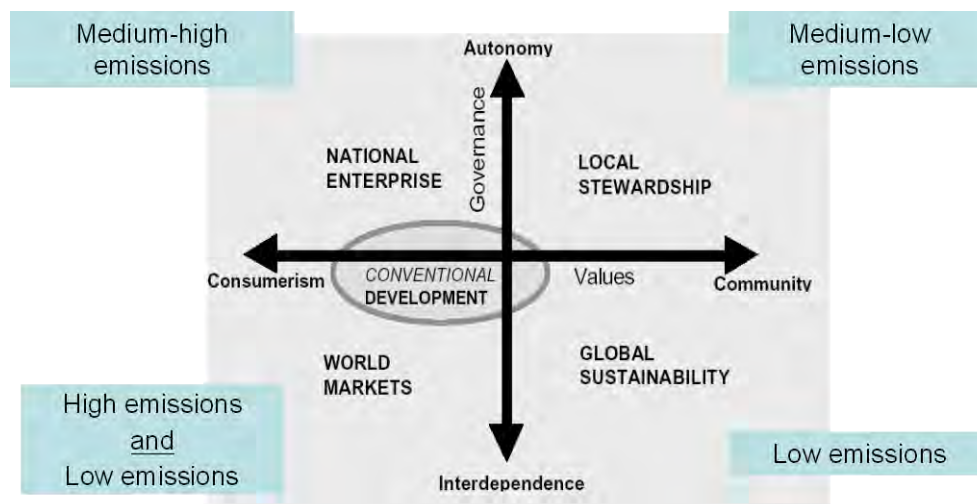 Medium-high
emissions
Autonomy
Medium-low
emissions
Governance
NATIONAL
ENTERPRISE
LOCAL
STEWARDSHIP
Consumerism
CONVENTIONAL
DEVELOPMENT
Values
Community
WORLD
MARKETS
GLOBAL
SUSTAINABILITY
High emissions
and
Low emissions
Interdependence
Low emissions